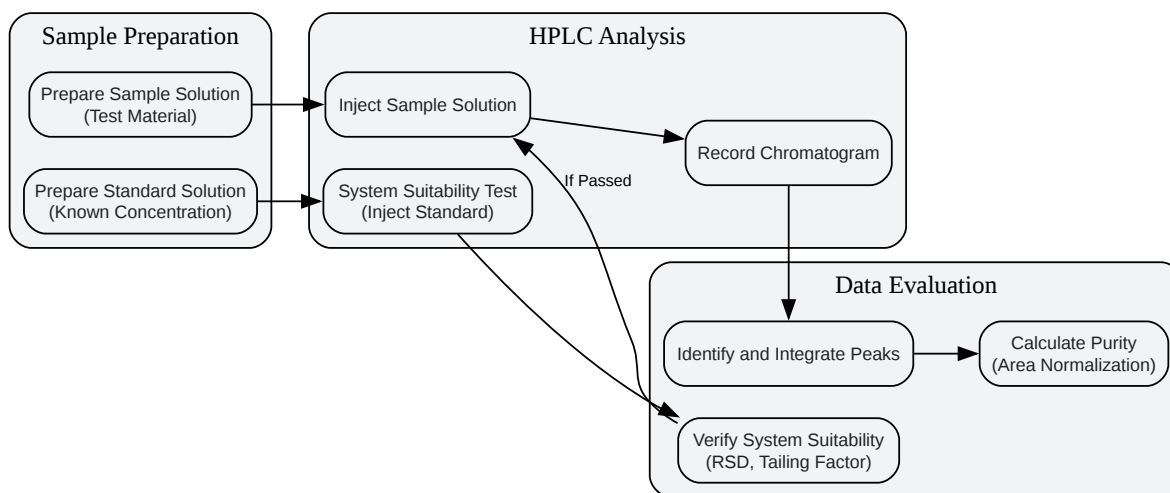 Sample Preparation
Prepare Sample Solution
(Test Material)
Prepare Standard Solution
(Known Concentration)
HPLC Analysis
Inject Sample Solution
System Suitability Test
(Inject Standard)
If Passed
Record Chromatogram
Data Evaluation
Identify and Integrate Peaks
Calculate Purity
(Area Normalization)
Verify System Suitability
(RSD, Tailing Factor)